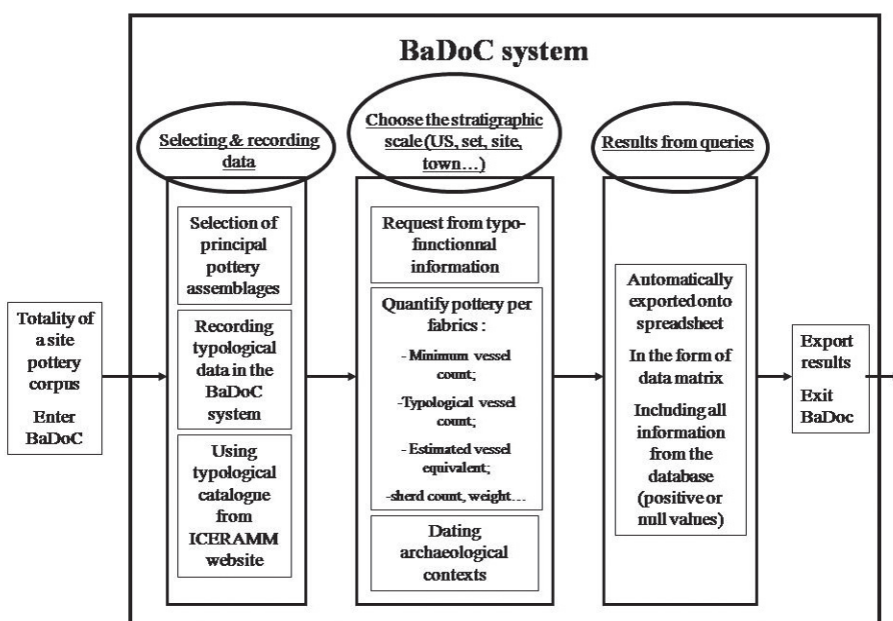 BaDoC system
Totality of
a site
pottery
corpus
Enter
BaDoC
Selecting & recording
data
Selection of
principal
pottery
assemblages
Recording
typological
data in the
BaDoC
system
Using
typological
catalogue
from
ICERAMM
website
Choose the stratigraphic
scale (US, set, site,
town…)
Request from typo-
functionnal
information
Quantify pottery per
fabrics :
- Minimum vessel
count;
-Typological vessel
count;
- Estimated vessel
equivalent;
-sherd count, weight…
Dating
archaeological
contexts
Results from queries
Automatically
exported onto
spreadsheet
In the form of
data matrix
Including all
information
from the
database
(positive or
null values)
Export
results
Exit
BaDoc